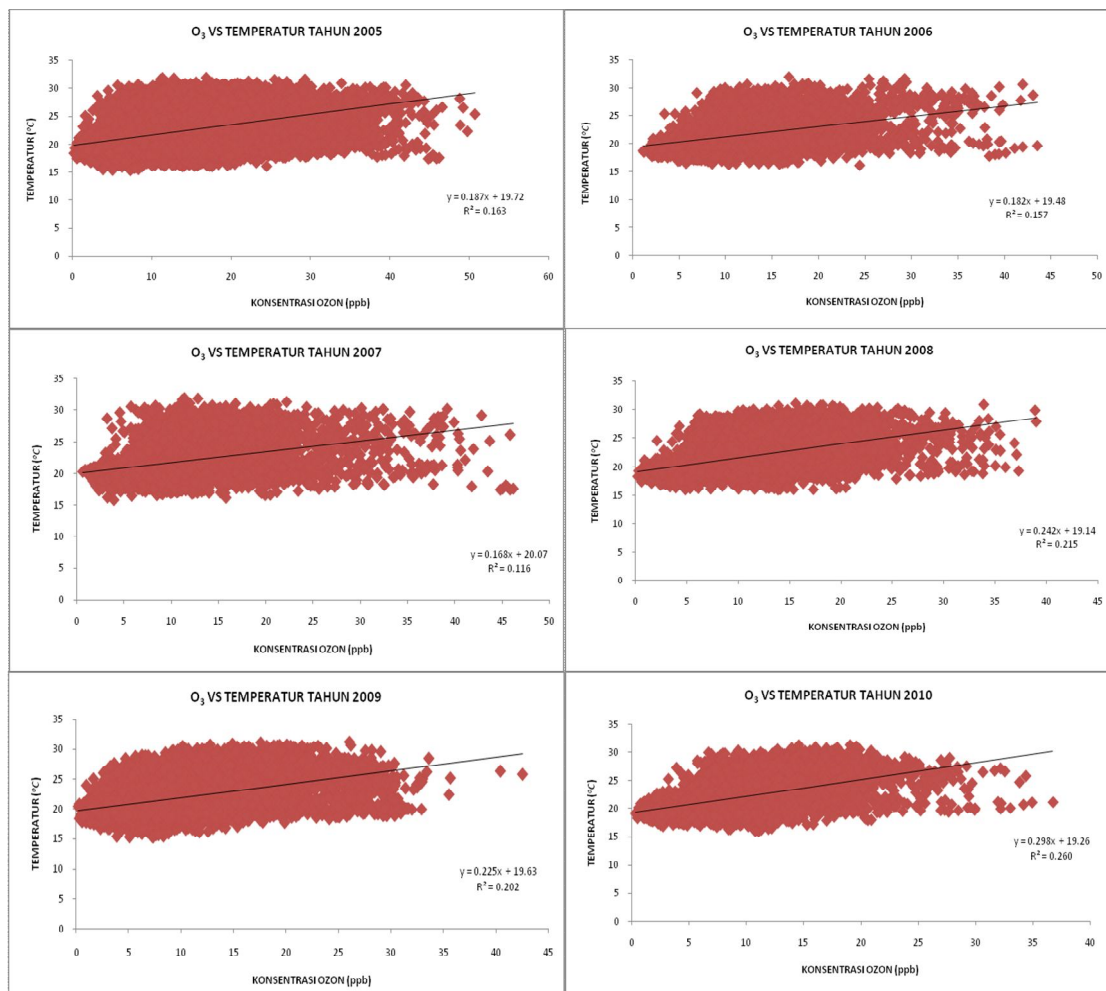 O₃ VS TEMPERATUR TAHUN 2005
TEMPERATUR (°C)
35
30
25
20
15
10
5
0
0 10 20 30 40 50 60
y = 0.187x + 19.72
R² = 0.163
KONSENTRASI OZON (ppb)
O₃ VS TEMPERATUR TAHUN 2006
TEMPERATUR (°C)
35
30
25
20
15
10
5
0
0 5 10 15 20 25 30 35 40 45 50
y = 0.182x + 19.48
R² = 0.157
KONSENTRASI OZON (ppb)
O₃ VS TEMPERATUR TAHUN 2007
TEMPERATUR (°C)
35
30
25
20
15
10
5
0
0 5 10 15 20 25 30 35 40 45 50
y = 0.168x + 20.07
R² = 0.116
KONSENTRASI OZON (ppb)
O₃ VS TEMPERATUR TAHUN 2008
TEMPERATUR (°C)
35
30
25
20
15
10
5
0
0 5 10 15 20 25 30 35 40 45
y = 0.242x + 19.14
R² = 0.215
KONSENTRASI OZON (ppb)
O₃ VS TEMPERATUR TAHUN 2009
TEMPERATUR (°C)
35
30
25
20
15
10
5
0
0 5 10 15 20 25 30 35 40 45
y = 0.225x + 19.63
R² = 0.202
KONSENTRASI OZON (ppb)
O₃ VS TEMPERATUR TAHUN 2010
TEMPERATUR (°C)
35
30
25
20
15
10
5
0
0 5 10 15 20 25 30 35 40
y = 0.298x + 19.26
R² = 0.260
KONSENTRASI OZON (ppb)